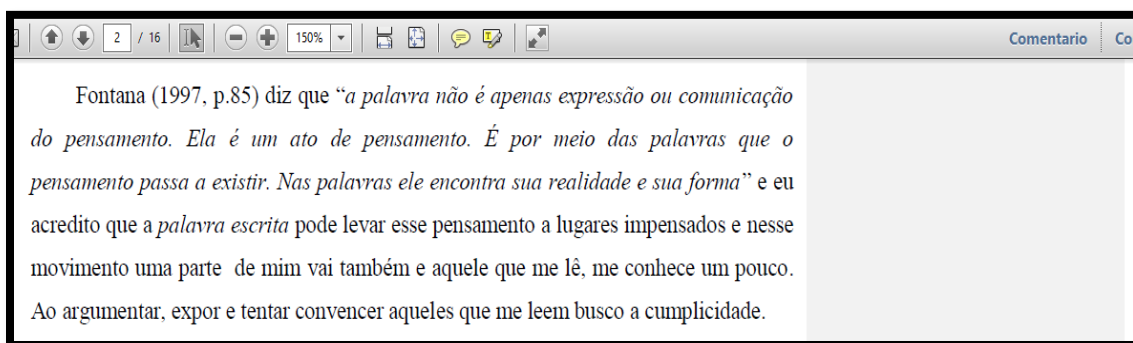 2 / 16 150% Comentario Co
Fontana (1997, p.85) diz que “a palavra não é apenas expressão ou comunicação
do pensamento. Ela é um ato de pensamento. É por meio das palavras que o
pensamento passa a existir. Nas palavras ele encontra sua realidade e sua forma” e eu
acredito que a palavra escrita pode levar esse pensamento a lugares impensados e nesse
movimento uma parte de mim vai também e aquele que me lê, me conhece um pouco.
Ao argumentar, expor e tentar convencer aqueles que me leem busco a cumplicidade.